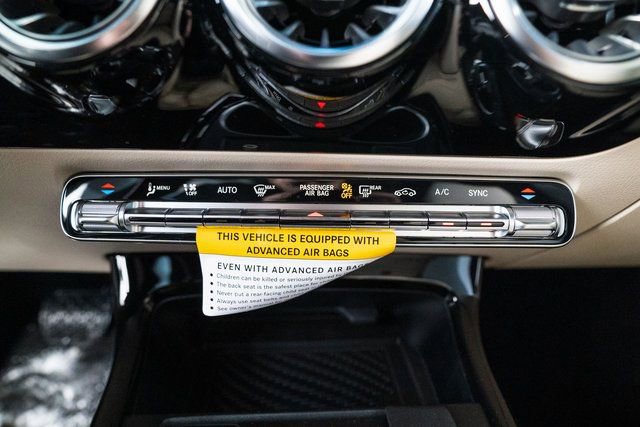 MENU OFF AUTO MAX PASSENGER AIR BAG OFF REAR A/C SYNC
THIS VEHICLE IS EQUIPPED WITH
ADVANCED AIR BAGS
EVEN WITH ADVANCED AIR
• Children can be killed or seriously injured
• The back seat is the safest place for
• Never put a rear-facing child
• Always use seat belts and
• See owner's